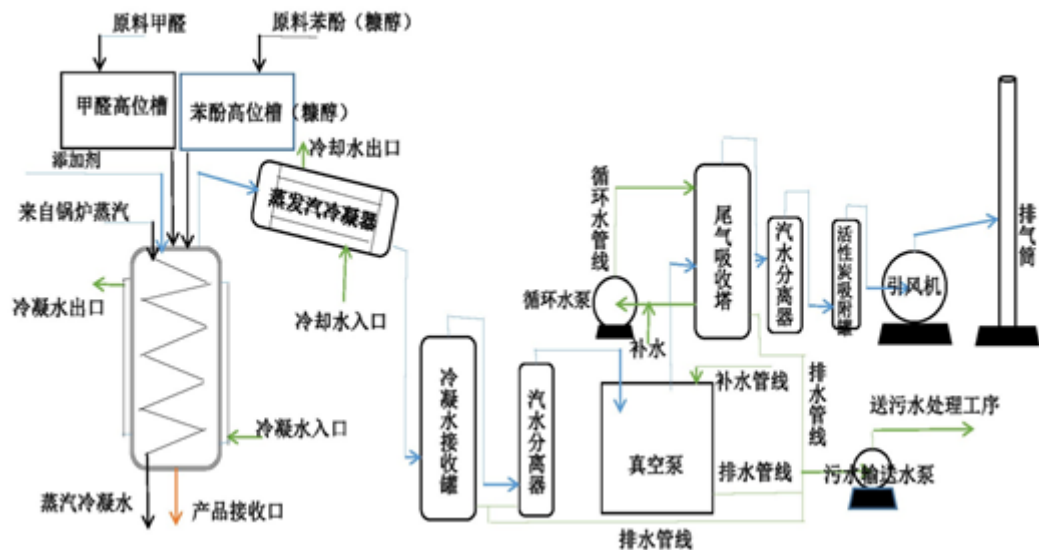 原料甲醛
原料苯酚（糠醇）
甲醛高位槽
苯酚高位槽（糠醇）
添加剂
冷却水出口
蒸发汽冷凝器
来自锅炉蒸汽
冷凝水出口
冷却水入口
冷凝水入口
蒸汽冷凝水
产品接收口
冷凝水接收罐
汽水分离器
真空泵
补水管线
排水管线
排水管线
排水管线
循环水管线
循环水泵
补水
尾气吸收塔
汽水分离器
活性炭吸附罐
引风机
排气筒
送污水处理工序
污水输送水泵